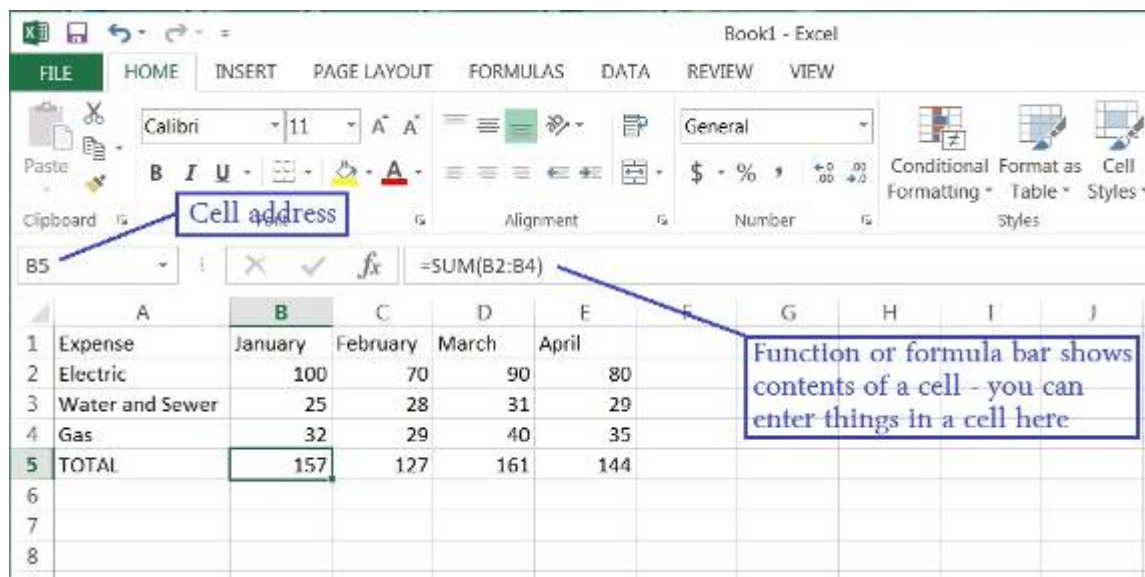 Book1 - Excel
FILE HOME INSERT PAGE LAYOUT FORMULAS DATA REVIEW VIEW
Paste
Calibri 11 A A
General
B I U A
$ % ,
Conditional Formatting
Format as Table
Cell Styles
Clipboard
Alignment
Number
Styles
Cell address
B5 fx =SUM(B2:B4)
A B C D E F G H I J
1 Expense January February March April
2 Electric 100 70 90 80
3 Water and Sewer 25 28 31 29
4 Gas 32 29 40 35
5 TOTAL 157 127 161 144
6
7
8
Function or formula bar shows
contents of a cell - you can
enter things in a cell here